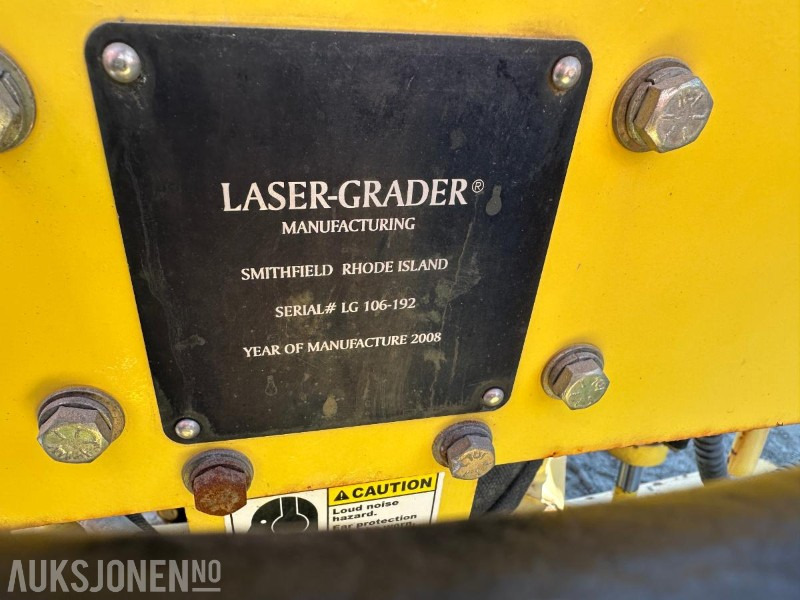 LASER-GRADER®
MANUFACTURING
SMITHFIELD RHODE ISLAND
SERIAL# LG 106-192
YEAR OF MANUFACTURE 2008
CAUTION
Loud noise
hazard.
Ear protection
AUKSJONEN.NO